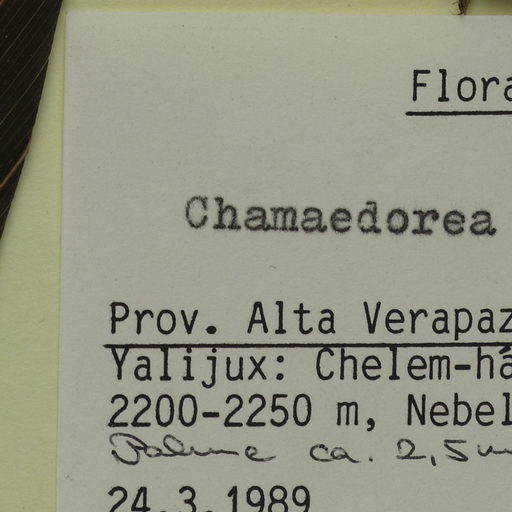 Flora
Chamaedorea
Prov. Alta Verapaz
Yalijux: Chelem-há
2200-2250 m, Nebel
Palme ca. 2,5 m
24.3.1989